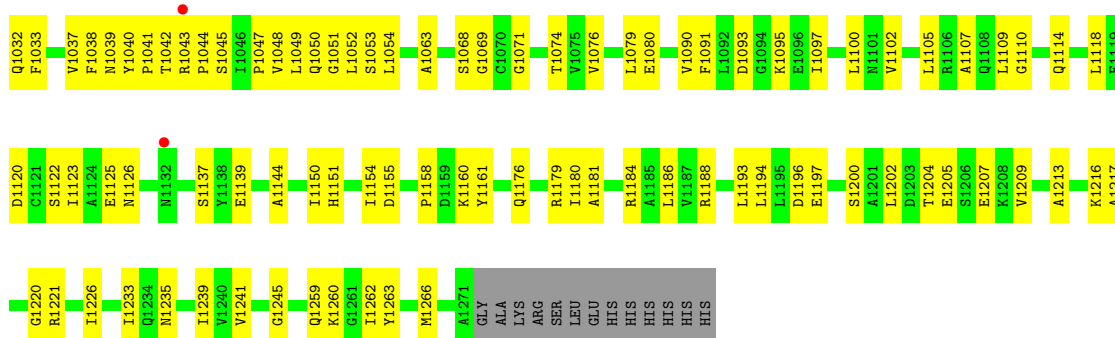 Q1032 F1033 V1037 F1038 N1039 Y1040 P1041 T1042 R1043 P1044 S1045 I1046 P1047 V1048 L1049 Q1050 G1051 L1052 S1053 L1054 A1063 S1068 G1069 C1070 G1071 T1074 V1075 V1076 L1079 E1080 V1090 F1091 L1092 D1093 G1094 K1095 E1096 I1097 L1100 N1101 V1102 L1105 R1106 A1107 Q1108 L1109 G1110 Q1114 L1118 E1119
D1120 C1121 S1122 I1123 A1124 E1125 N1126 N1132 S1137 Y1138 E1139 A1144 I1150 H1151 I1154 D1155 P1158 D1159 K1160 Y1161 Q1176 R1179 I1180 A1181 R1184 A1185 L1186 V1187 R1188 L1193 L1194 L1195 D1196 E1197 S1200 A1201 L1202 D1203 T1204 E1205 S1206 E1207 K1208 V1209 A1213 K1216 A1217
G1220 R1221 I1226 I1233 Q1234 N1235 I1239 V1240 V1241 G1245 Q1259 K1260 G1261 I1262 Y1263 M1266 A1271 GLY ALA LYS ARG SER LEU GLU HIS HIS HIS HIS HIS HIS